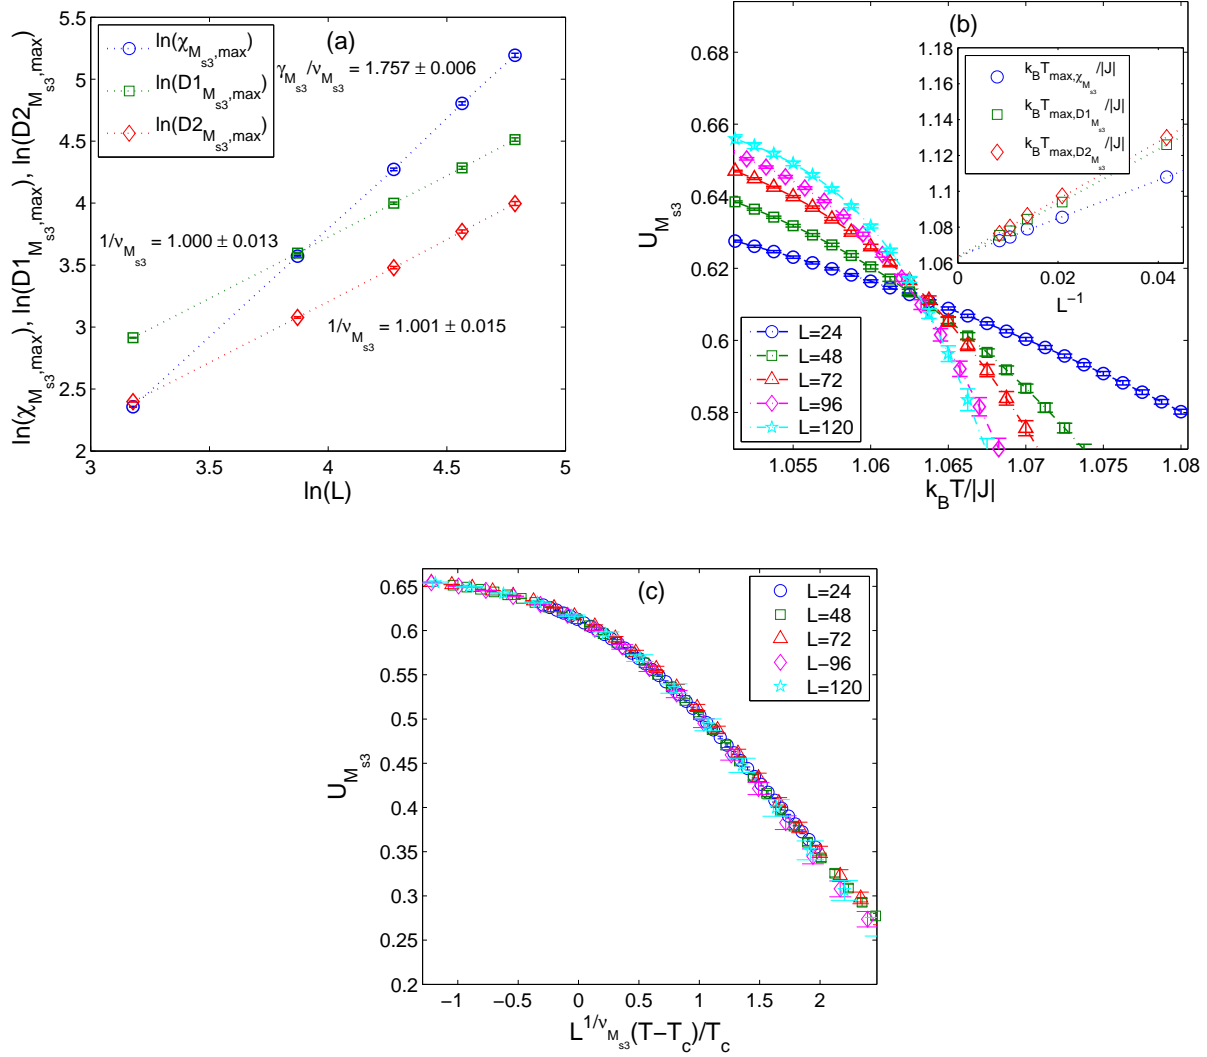 (a)
ln(χ_{M_{s3},max}), ln(D1_{M_{s3},max}), ln(D2_{M_{s3},max})
5.5
5
4.5
4
3.5
3
2.5
2
ln(χ_{M_{s3},max})
ln(D1_{M_{s3},max})
ln(D2_{M_{s3},max})
γ_{M_{s3}}/ν_{M_{s3}} = 1.757 ± 0.006
1/ν_{M_{s3}} = 1.000 ± 0.013
1/ν_{M_{s3}} = 1.001 ± 0.015
3 3.5 4 4.5 5
ln(L)
(b)
U_{M_{s3}}
0.68
0.66
0.64
0.62
0.6
0.58
L=24
L=48
L=72
L=96
L=120
1.055 1.06 1.065 1.07 1.075 1.08
k_BT/|J|
1.18
1.16
1.14
1.12
1.1
1.08
1.06
k_BT_{max,χ_{M_{s3}}}/|J|
k_BT_{max,D1_{M_{s3}}}/|J|
k_BT_{max,D2_{M_{s3}}}/|J|
0 0.02 0.04
L^{−1}
(c)
U_{M_{s3}}
0.65
0.6
0.55
0.5
0.45
0.4
0.35
0.3
0.25
0.2
L=24
L=48
L=72
L−96
L=120
−1 −0.5 0 0.5 1 1.5 2
L^{1/ν_{M_{s3}}}(T−T_c)/T_c